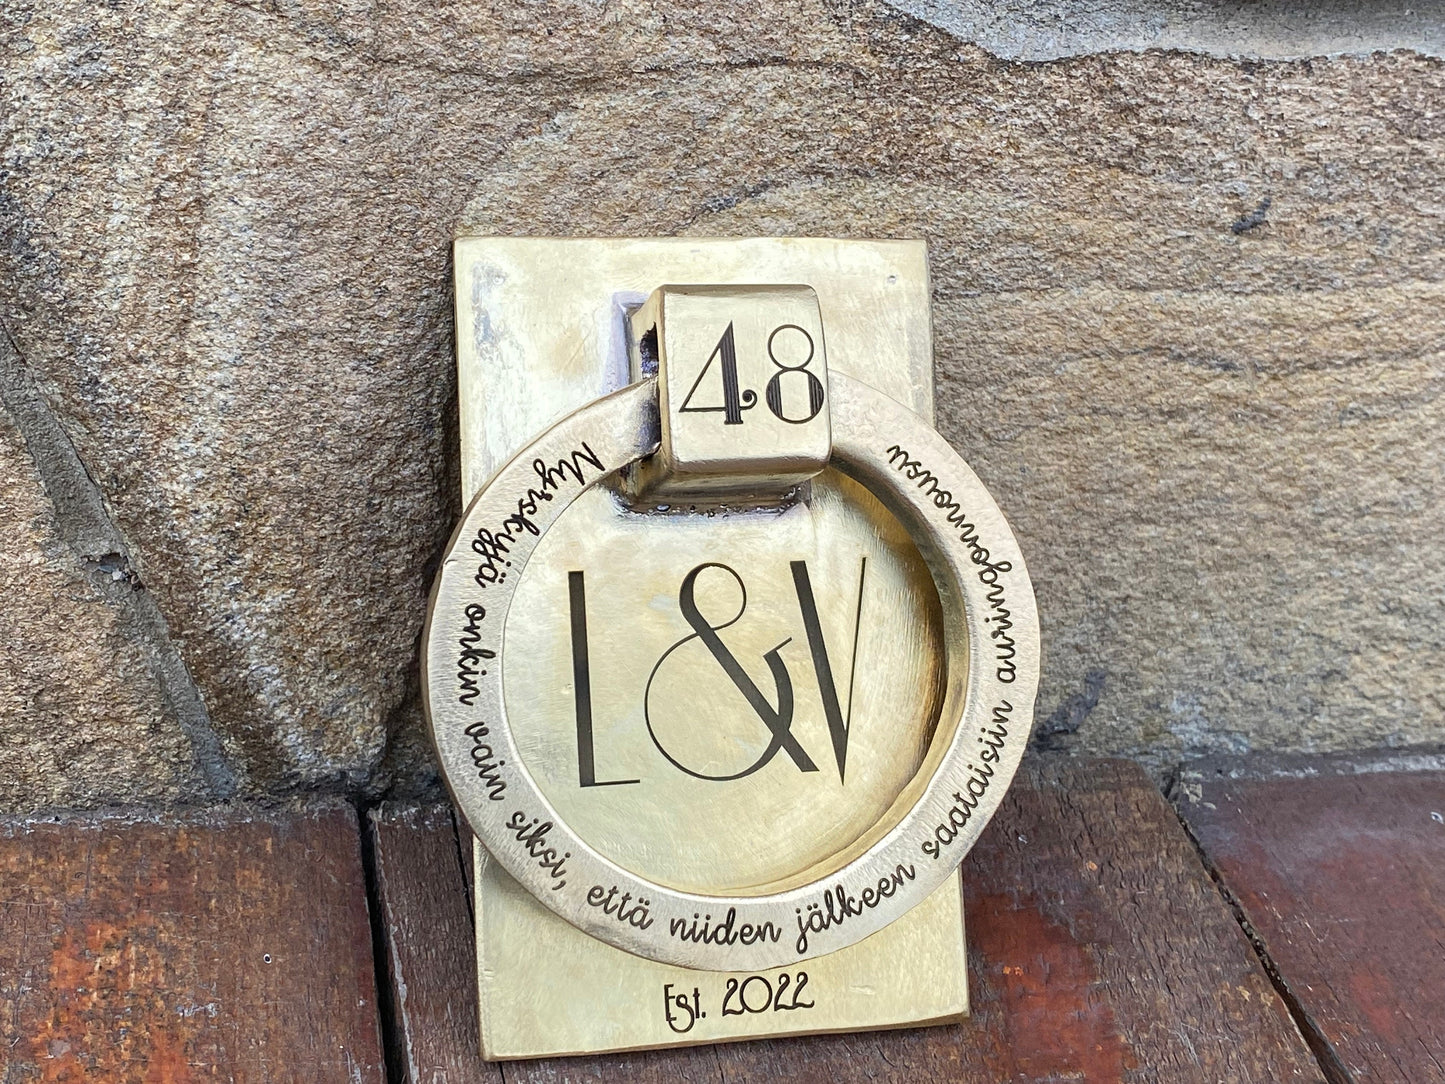 48
Myrskyjä onkin vain siksi, että niiden jälkeen saataisiin auringonnousu
L&V
Est. 2022